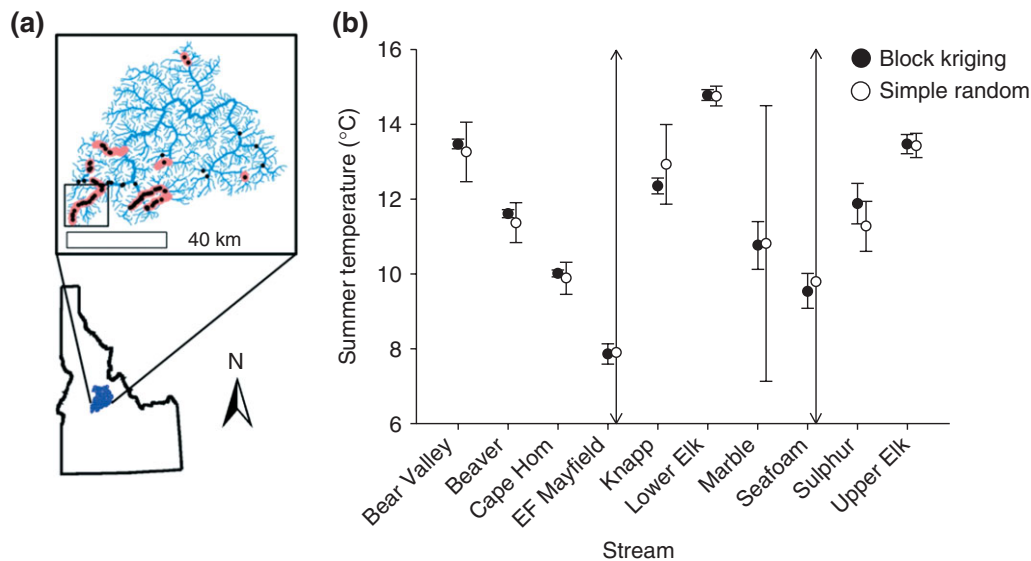 (a)
40 km
N
(b)
Summer temperature (°C)
16
14
12
10
8
6
Block kriging
Simple random
Bear Valley
Beaver
Cape Hom
EF Mayfield
Knapp
Lower Elk
Marble
Seafoam
Sulphur
Upper Elk
Stream